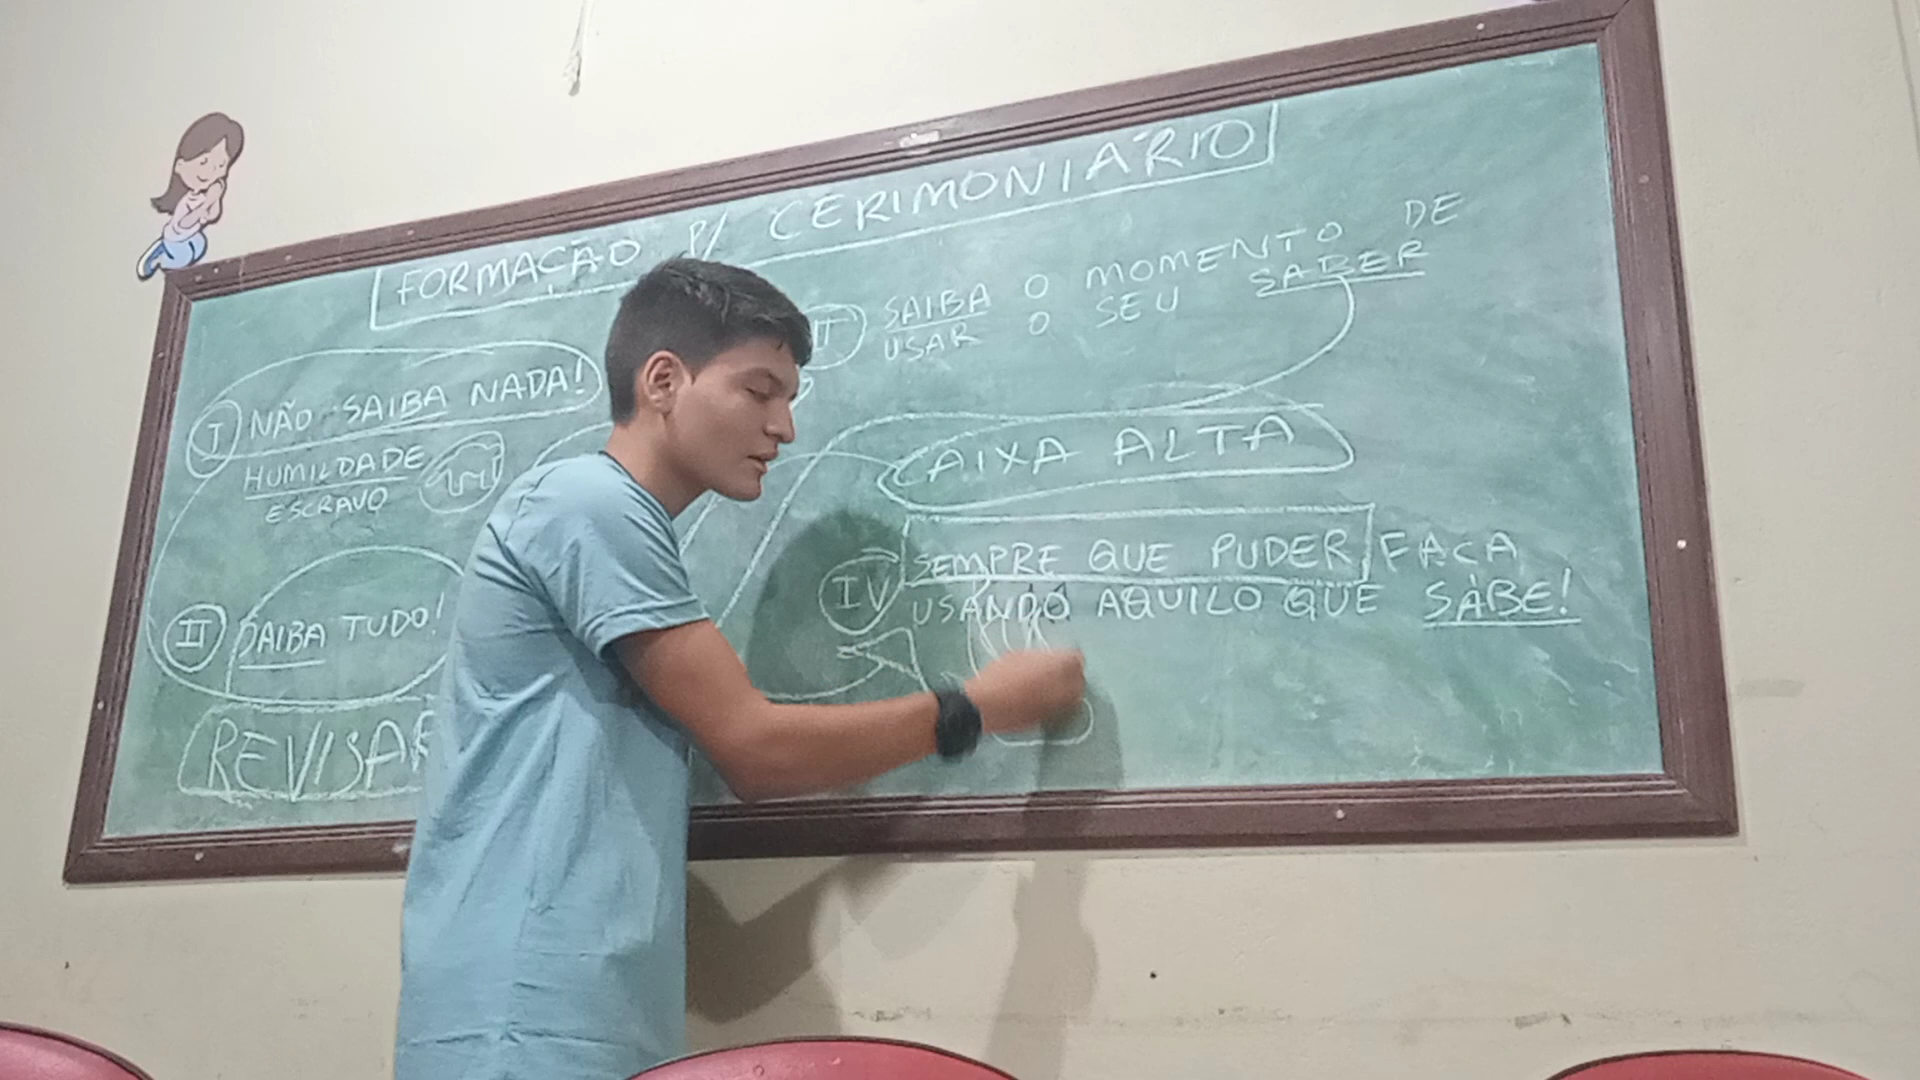 FORMAÇÃO P/ CERIMONIÁRIO
I NÃO SAIBA NADA!
HUMILDADE
ESCRAVO
II SAIBA TUDO!
REVISAR
SAIBA O MOMENTO DE
USAR O SEU SABER
CAIXA ALTA
IV SEMPRE QUE PUDER FAÇA
USANDO AQUILO QUE SABE!